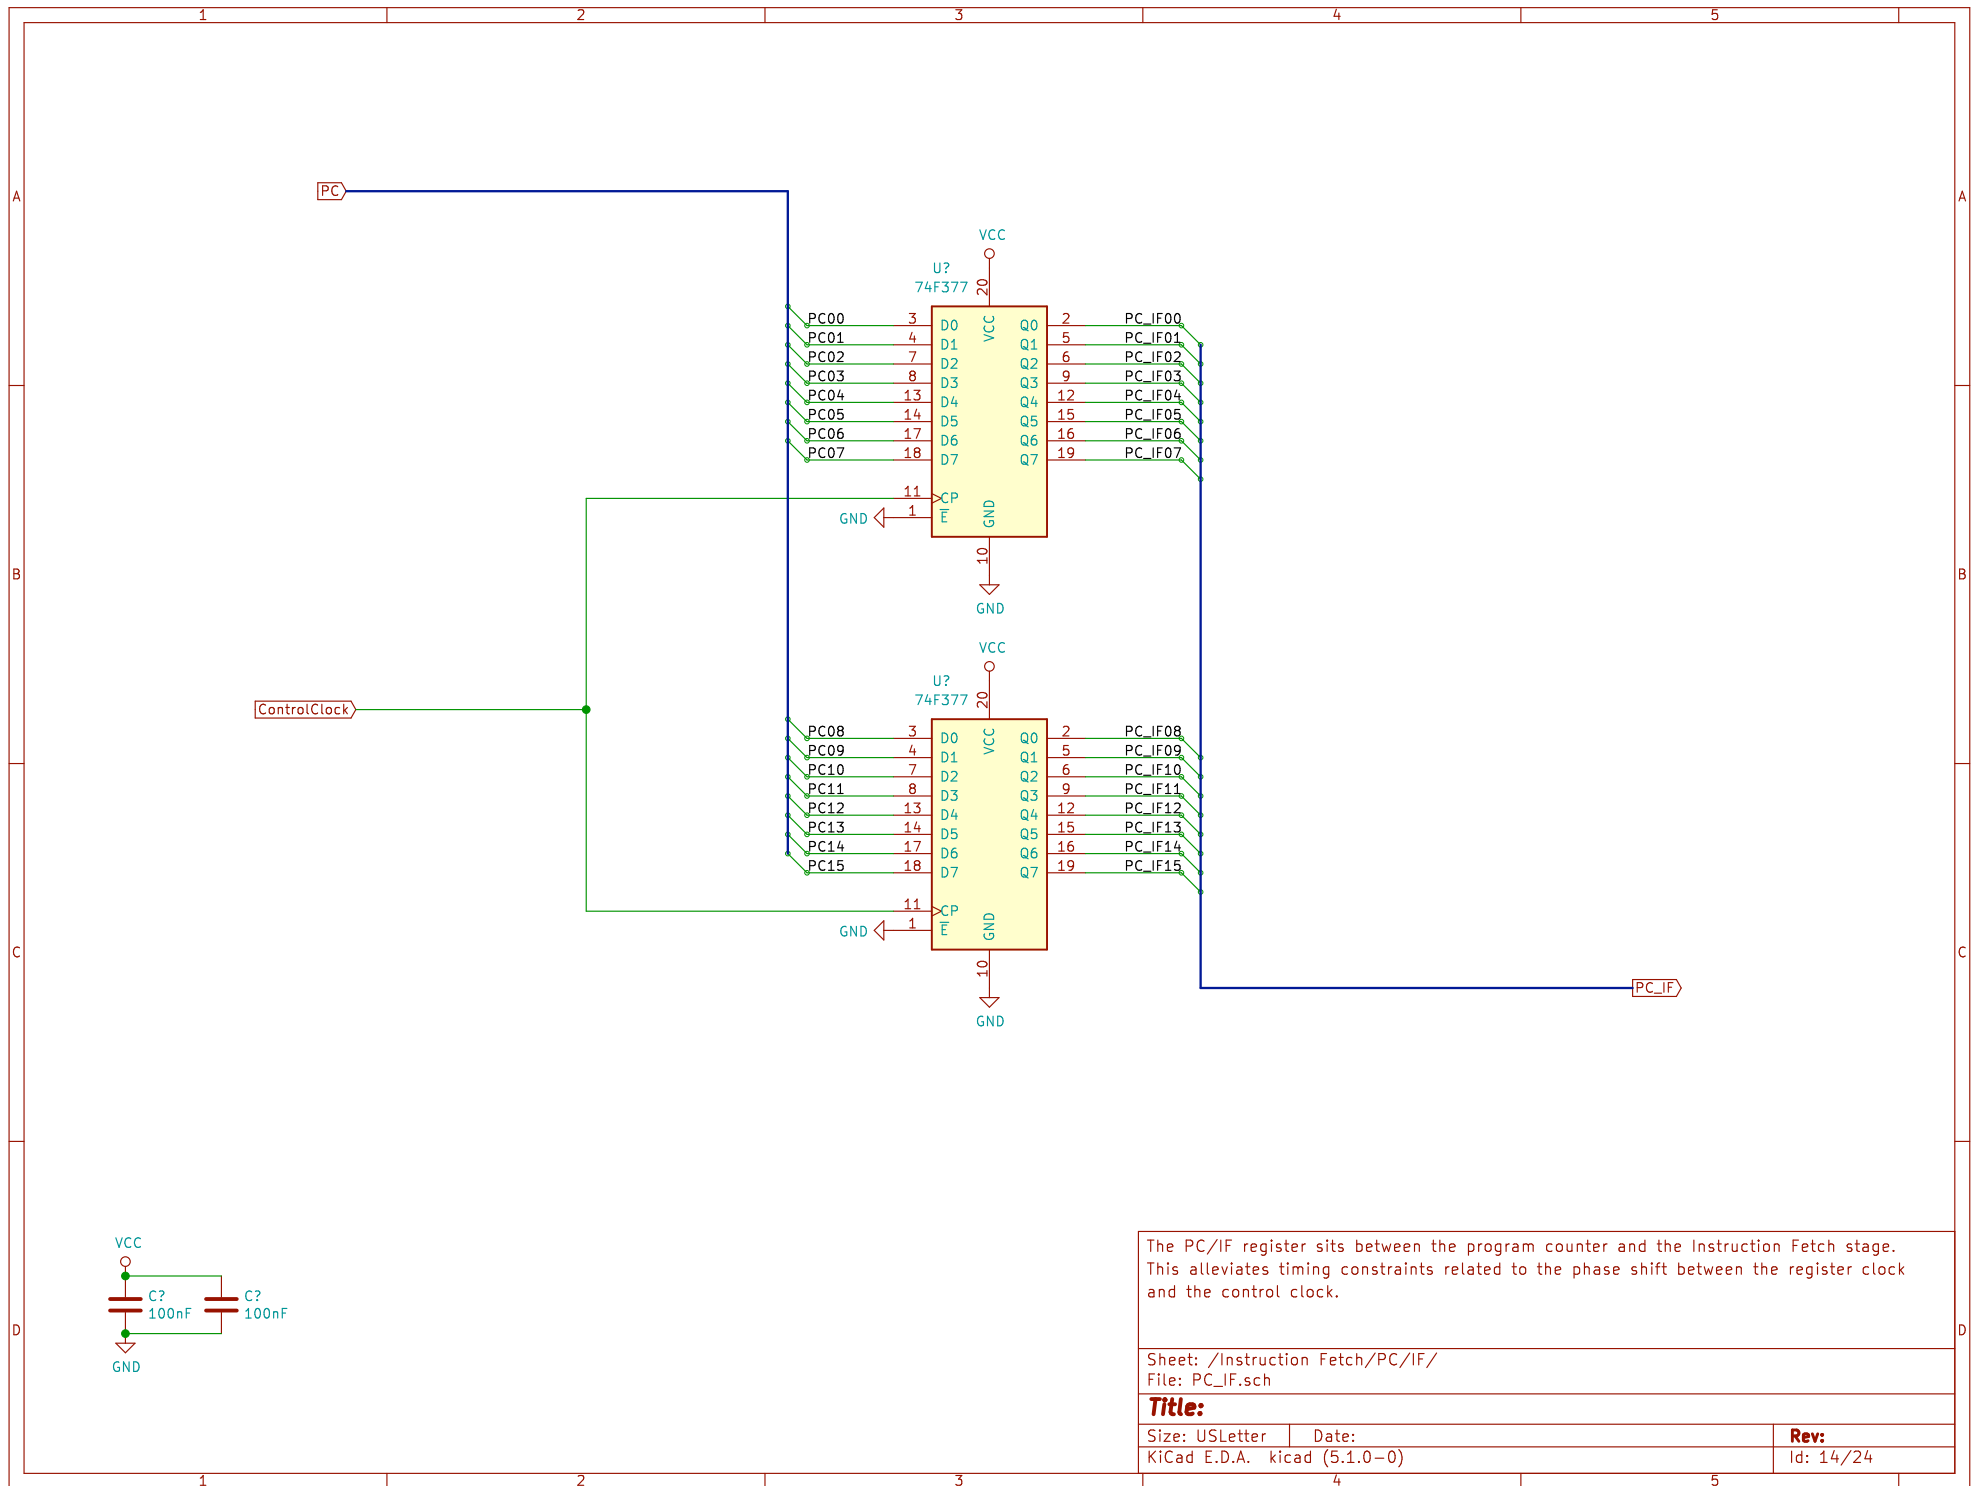 1 2 3 4 5
A A
PC
VCC
U?
74F377
20
PC00 3 D0 VCC Q0 2 PC_IF00
PC01 4 D1 Q1 5 PC_IF01
PC02 7 D2 Q2 6 PC_IF02
PC03 8 D3 Q3 9 PC_IF03
PC04 13 D4 Q4 12 PC_IF04
PC05 14 D5 Q5 15 PC_IF05
PC06 17 D6 Q6 16 PC_IF06
PC07 18 D7 Q7 19 PC_IF07
11 CP
GND 1 E GND
10
B B
GND
VCC
U?
74F377
20
ControlClock
PC08 3 D0 VCC Q0 2 PC_IF08
PC09 4 D1 Q1 5 PC_IF09
PC10 7 D2 Q2 6 PC_IF10
PC11 8 D3 Q3 9 PC_IF11
PC12 13 D4 Q4 12 PC_IF12
PC13 14 D5 Q5 15 PC_IF13
PC14 17 D6 Q6 16 PC_IF14
PC15 18 D7 Q7 19 PC_IF15
11 CP
GND 1 E GND
C C
10
PC_IF
GND
VCC
C? C?
100nF 100nF
GND
D D
The PC/IF register sits between the program counter and the Instruction Fetch stage.
This alleviates timing constraints related to the phase shift between the register clock
and the control clock.
Sheet: /Instruction Fetch/PC/IF/
File: PC_IF.sch
Title:
Size: USLetter Date: Rev:
KiCad E.D.A. kicad (5.1.0-0) Id: 14/24
1 2 3 4 5